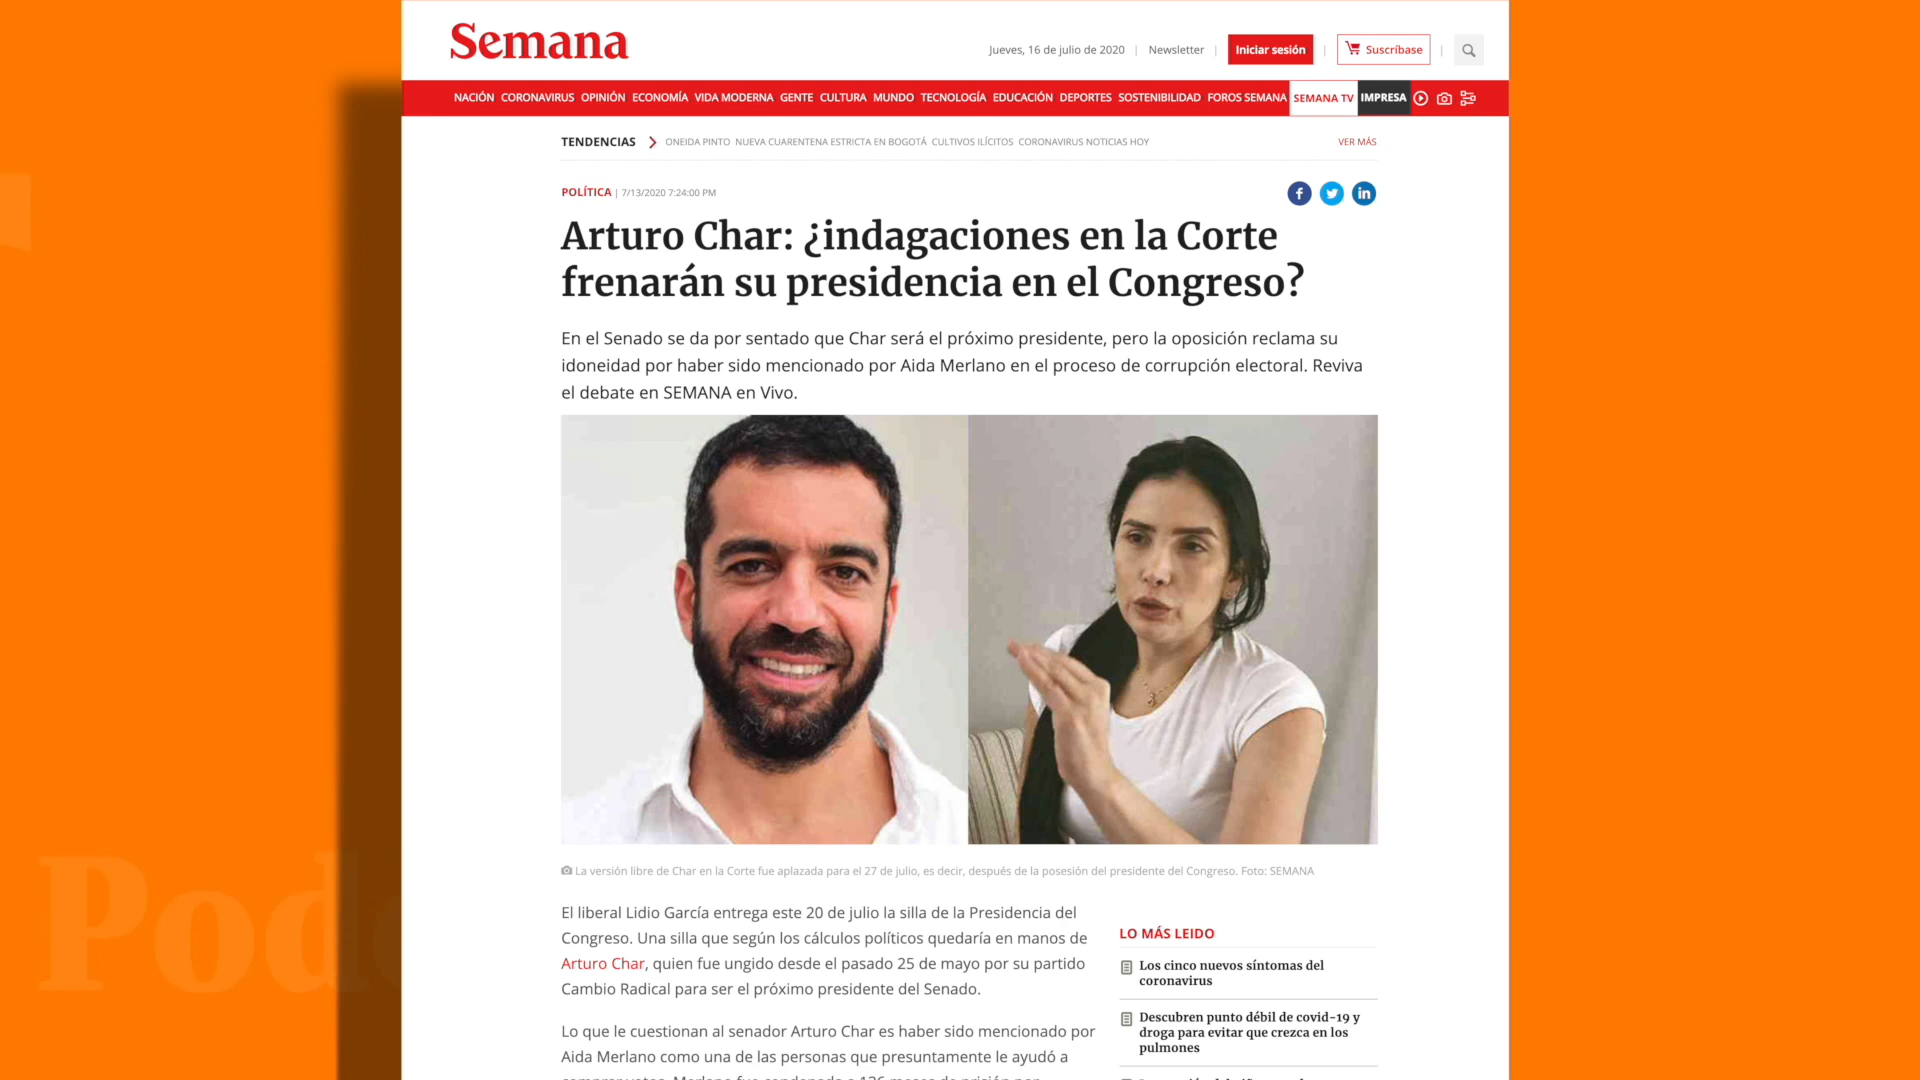 Semana
Jueves, 16 de julio de 2020 | Newsletter | Iniciar sesión | Suscríbase |
NACIÓN CORONAVIRUS OPINIÓN ECONOMÍA VIDA MODERNA GENTE CULTURA MUNDO TECNOLOGÍA EDUCACIÓN DEPORTES SOSTENIBILIDAD FOROS SEMANA SEMANA TV IMPRESA
TENDENCIAS ONEIDA PINTO NUEVA CUARENTENA ESTRICTA EN BOGOTÁ CULTIVOS ILÍCITOS CORONAVIRUS NOTICIAS HOY VER MÁS
POLÍTICA | 7/13/2020 7:24:00 PM
Arturo Char: ¿indagaciones en la Corte
frenarán su presidencia en el Congreso?
En el Senado se da por sentado que Char será el próximo presidente, pero la oposición reclama su
idoneidad por haber sido mencionado por Aida Merlano en el proceso de corrupción electoral. Reviva
el debate en SEMANA en Vivo.
La versión libre de Char en la Corte fue aplazada para el 27 de julio, es decir, después de la posesión del presidente del Congreso. Foto: SEMANA
El liberal Lidio García entrega este 20 de julio la silla de la Presidencia del
Congreso. Una silla que según los cálculos políticos quedaría en manos de
Arturo Char, quien fue ungido desde el pasado 25 de mayo por su partido
Cambio Radical para ser el próximo presidente del Senado.
Lo que le cuestionan al senador Arturo Char es haber sido mencionado por
Aida Merlano como una de las personas que presuntamente le ayudó a
LO MÁS LEIDO
Los cinco nuevos síntomas del
coronavirus
Descubren punto débil de covid-19 y
droga para evitar que crezca en los
pulmones